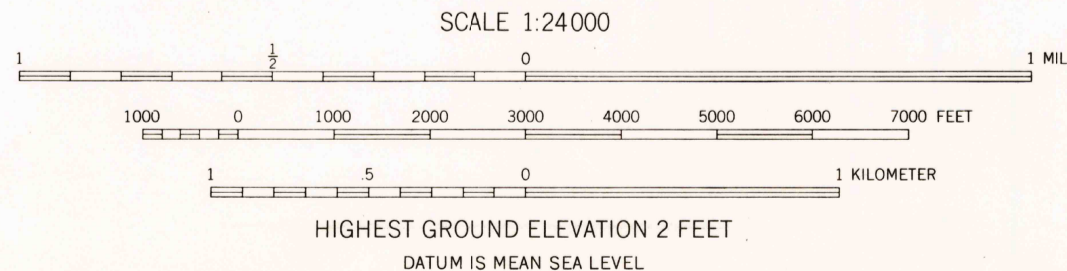 SCALE 1:24000
1 ½ 0 1 MIL
1000 0 1000 2000 3000 4000 5000 6000 7000 FEET
1 .5 0 1 KILOMETER
HIGHEST GROUND ELEVATION 2 FEET
DATUM IS MEAN SEA LEVEL